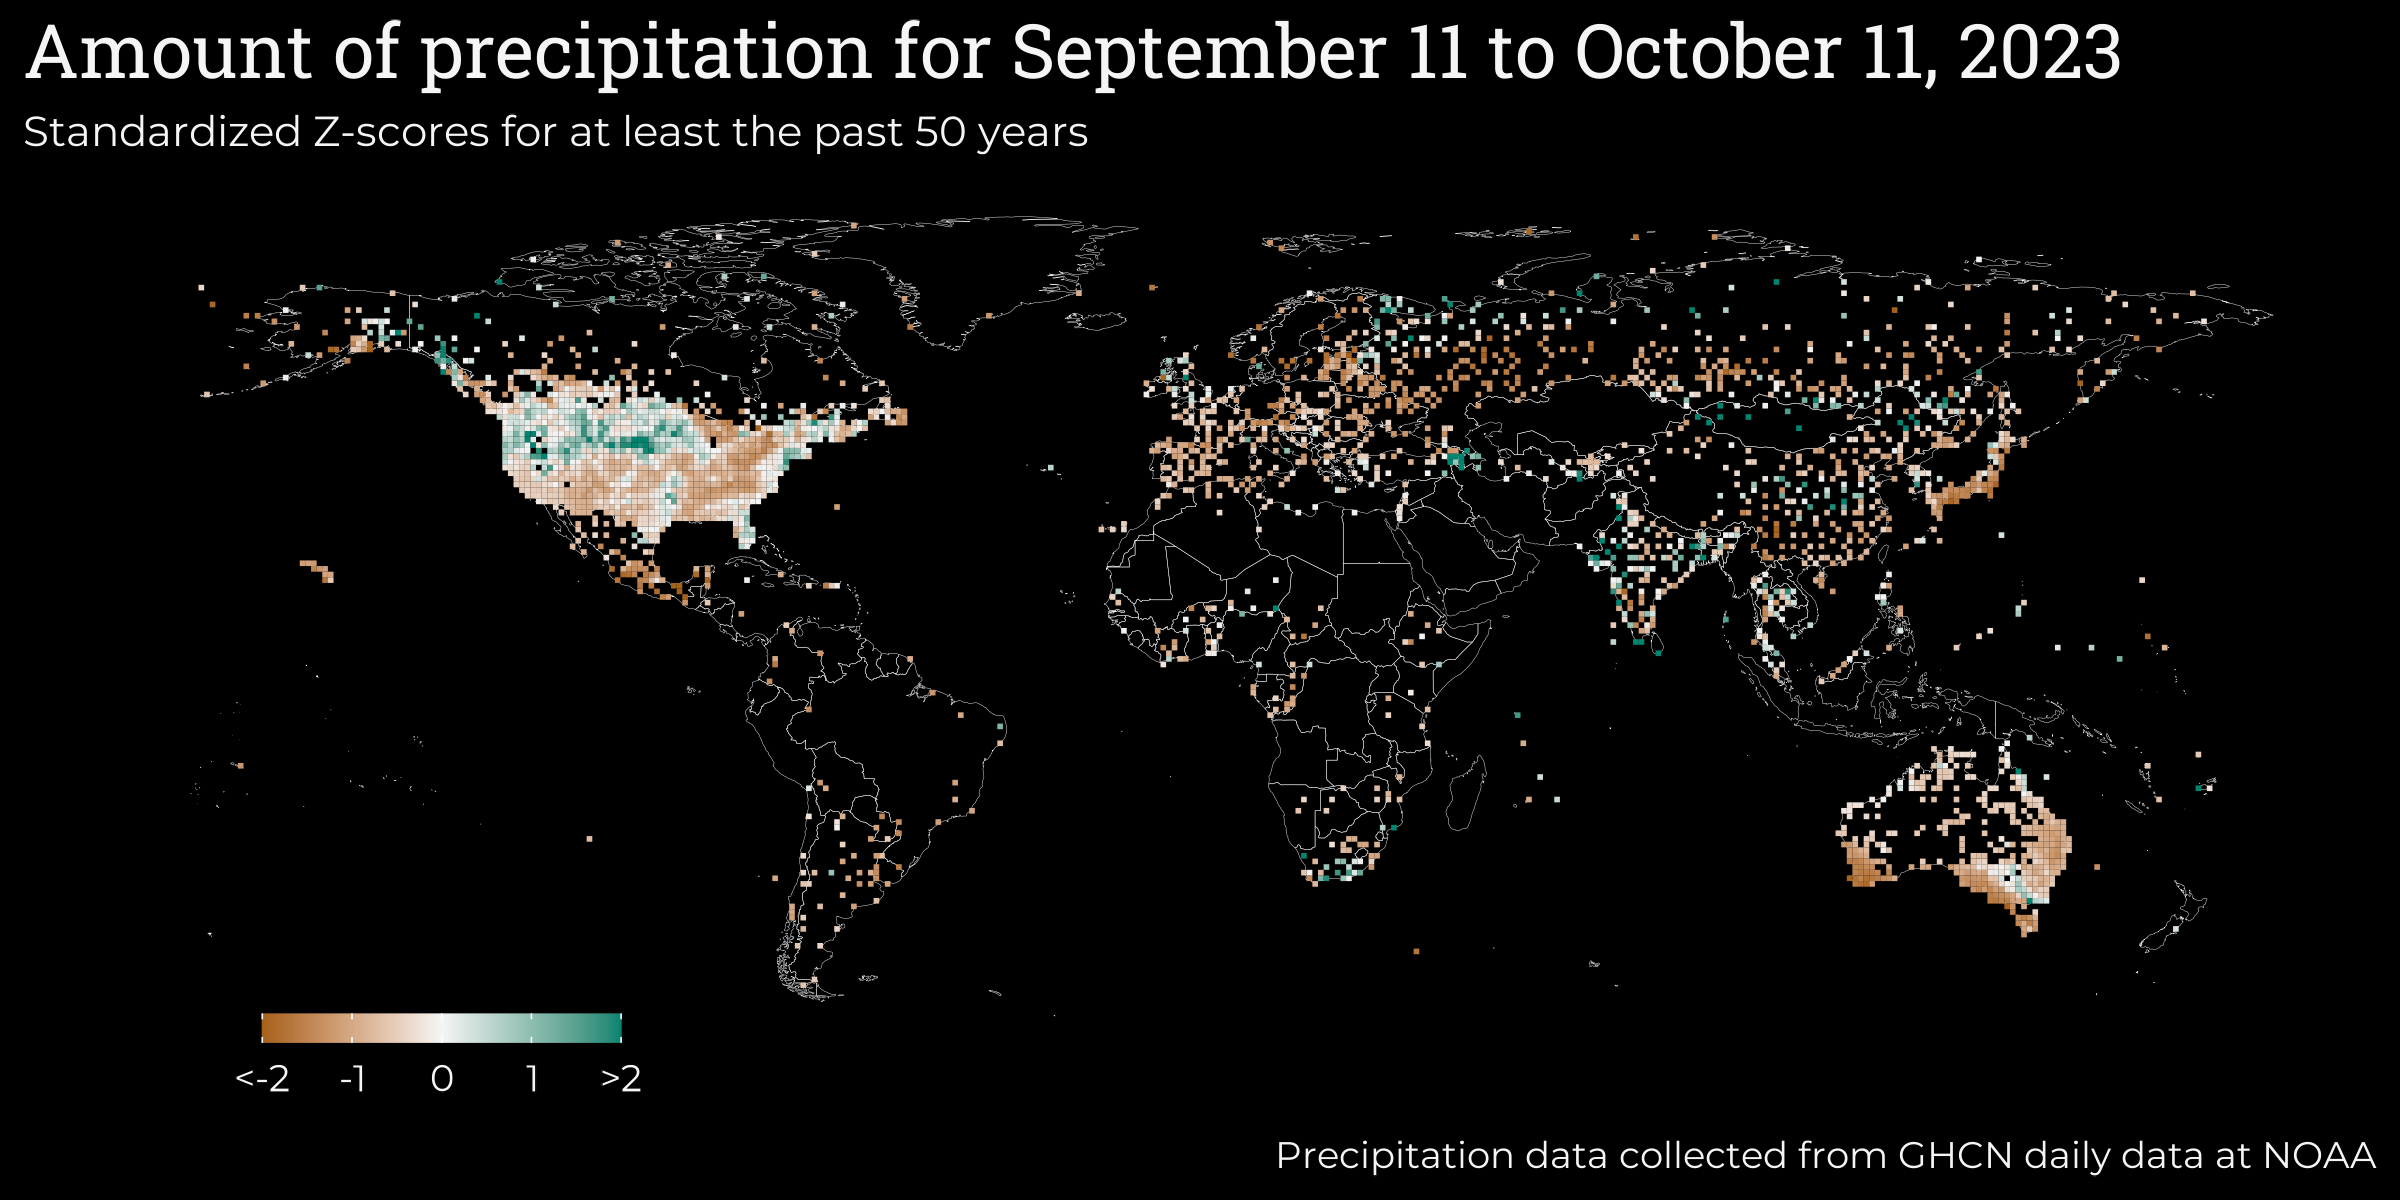 Amount of precipitation for September 11 to October 11, 2023
Standardized Z-scores for at least the past 50 years
<-2 -1 0 1 >2
Precipitation data collected from GHCN daily data at NOAA